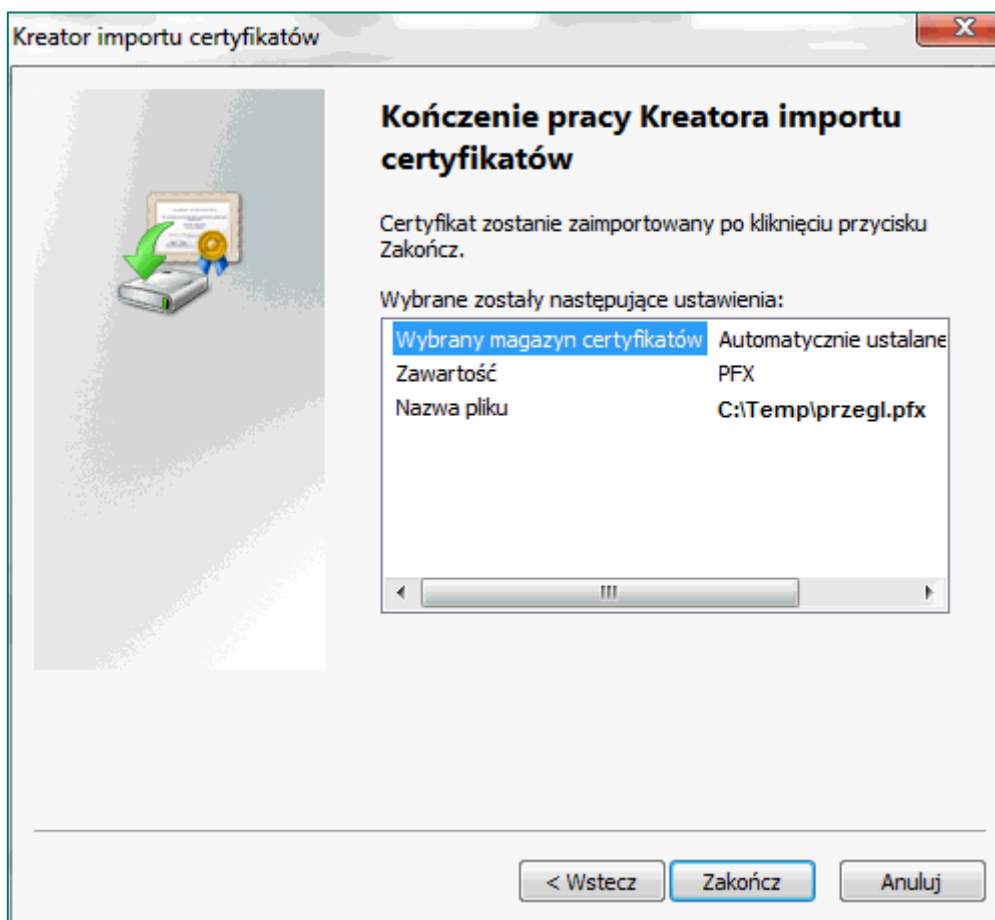 Kreator importu certyfikatów
X
Kończenie pracy Kreatora importu
certyfikatów
Certyfikat zostanie zaimportowany po kliknięciu przycisku
Zakończ.
Wybrane zostały następujące ustawienia:
Wybrany magazyn certyfikatów Automatycznie ustalane
Zawartość PFX
Nazwa pliku C:\Temp\przegl.pfx
< Wstecz Zakończ Anuluj